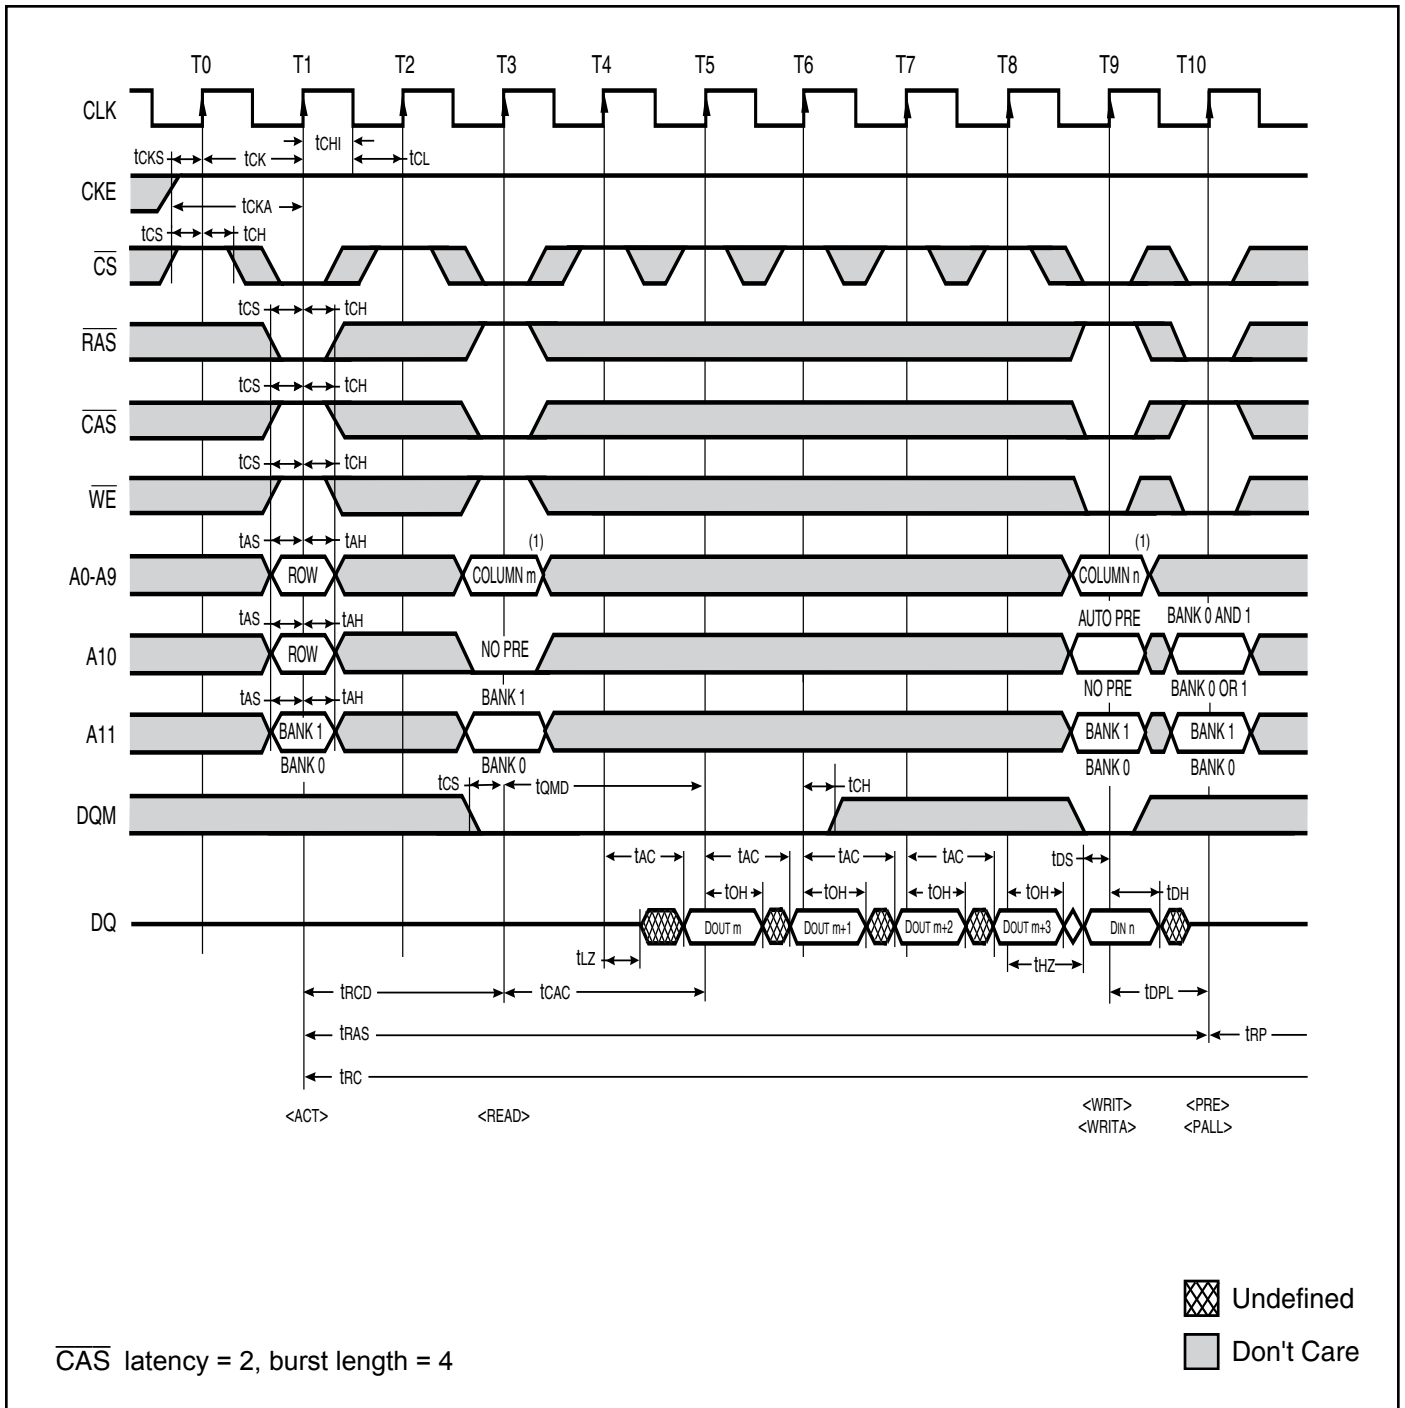 T0 T1 T2 T3 T4 T5 T6 T7 T8 T9 T10
CLK
tCHI
tCKS tCK tCL
CKE
tCKA
tCS tCH
CS
tCS tCH
RAS
tCS tCH
CAS
tCS tCH
WE
tAS tAH (1) (1)
A0-A9 ROW COLUMN m COLUMN n
tAS tAH AUTO PRE BANK 0 AND 1
A10 ROW NO PRE
tAS tAH BANK 1 NO PRE BANK 0 OR 1
A11 BANK 1 BANK 1 BANK 1
BANK 0 BANK 0 BANK 0 BANK 0
tCS tQMD tCH
DQM
tAC tAC tAC tAC tDS
tOH tOH tOH tOH tDH
DQ DOUT m DOUT m+1 DOUT m+2 DOUT m+3 DIN n
tLZ tHZ
tRCD tCAC tDPL
tRAS tRP
tRC
<ACT> <READ> <WRIT> <PRE>
<WRITA> <PALL>
Undefined
Don't Care
CAS latency = 2, burst length = 4